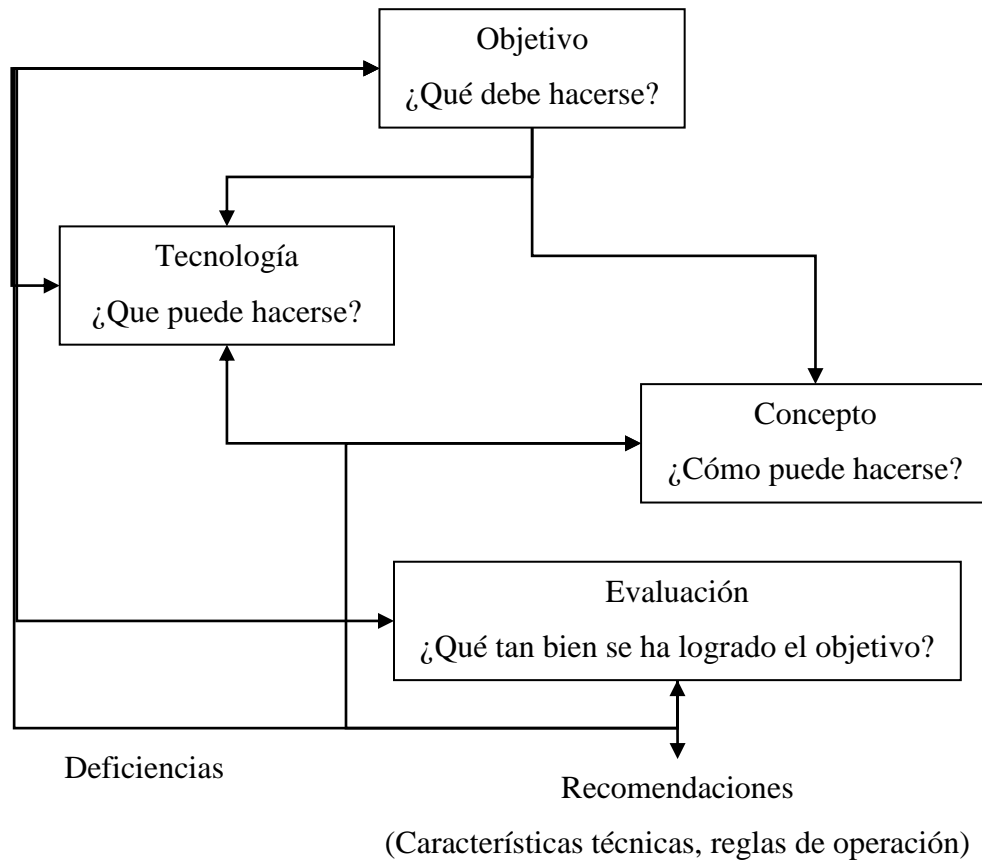 Objetivo
¿Qué debe hacerse?
Tecnología
¿Que puede hacerse?
Concepto
¿Cómo puede hacerse?
Evaluación
¿Qué tan bien se ha logrado el objetivo?
Deficiencias
Recomendaciones
(Características técnicas, reglas de operación)